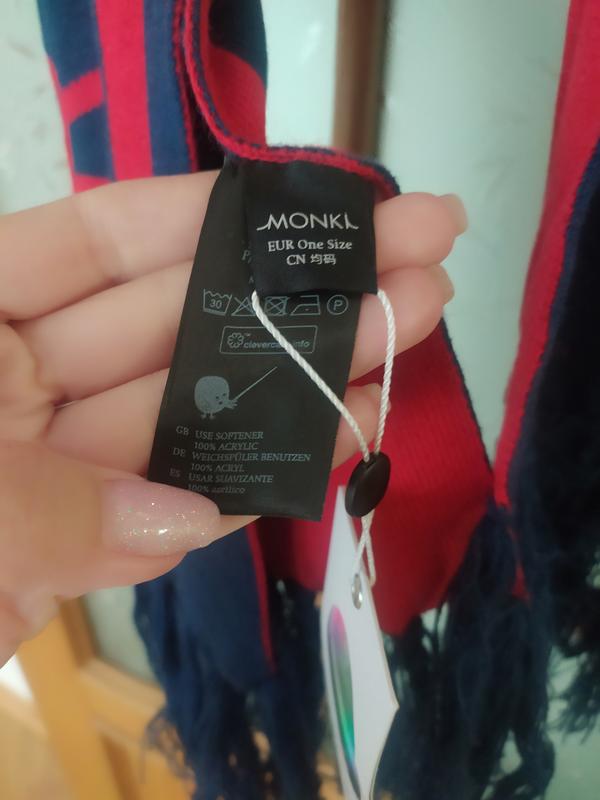 MONKI
EUR One Size
CN 均码
30
P
clevercare.info
GB USE SOFTENER
100% ACRYLIC
DE WEICHSPÜLER BENUTZEN
100% ACRYL
ES USAR SUAVIZANTE
100% acrílico